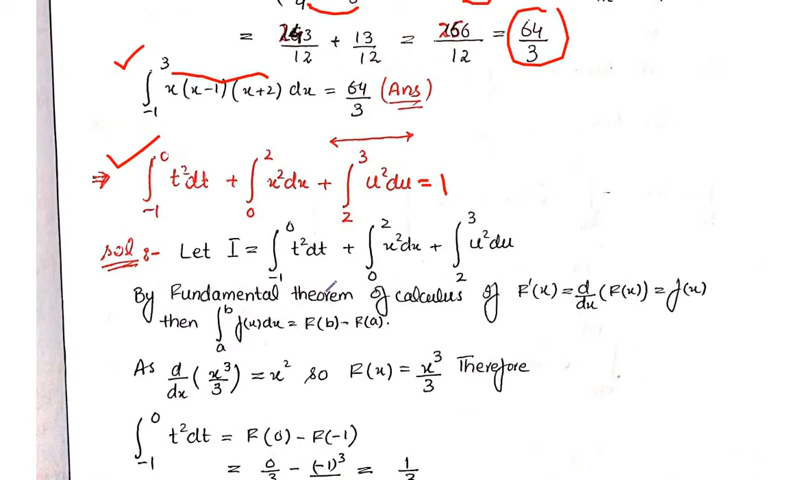 = 243/12 + 13/12 = 256/12 = 64/3
∫_{-1}^{3} x(x-1)(x+2) dx = 64/3 (Ans)
⇒ ∫_{-1}^{0} t²dt + ∫_{0}^{2} x²dx + ∫_{2}^{3} u²du = 1
Sol :- Let I = ∫_{-1}^{0} t²dt + ∫_{0}^{2} x²dx + ∫_{2}^{3} u²du
By Fundamental theorem of calculus if F'(x) = d/dx (F(x)) = f(x)
then ∫_{a}^{b} f(x)dx = F(b) - F(a).
As d/dx (x³/3) = x² so F(x) = x³/3 Therefore
∫_{-1}^{0} t²dt = F(0) - F(-1)
= 0/3 - (-1)³ = 1/3